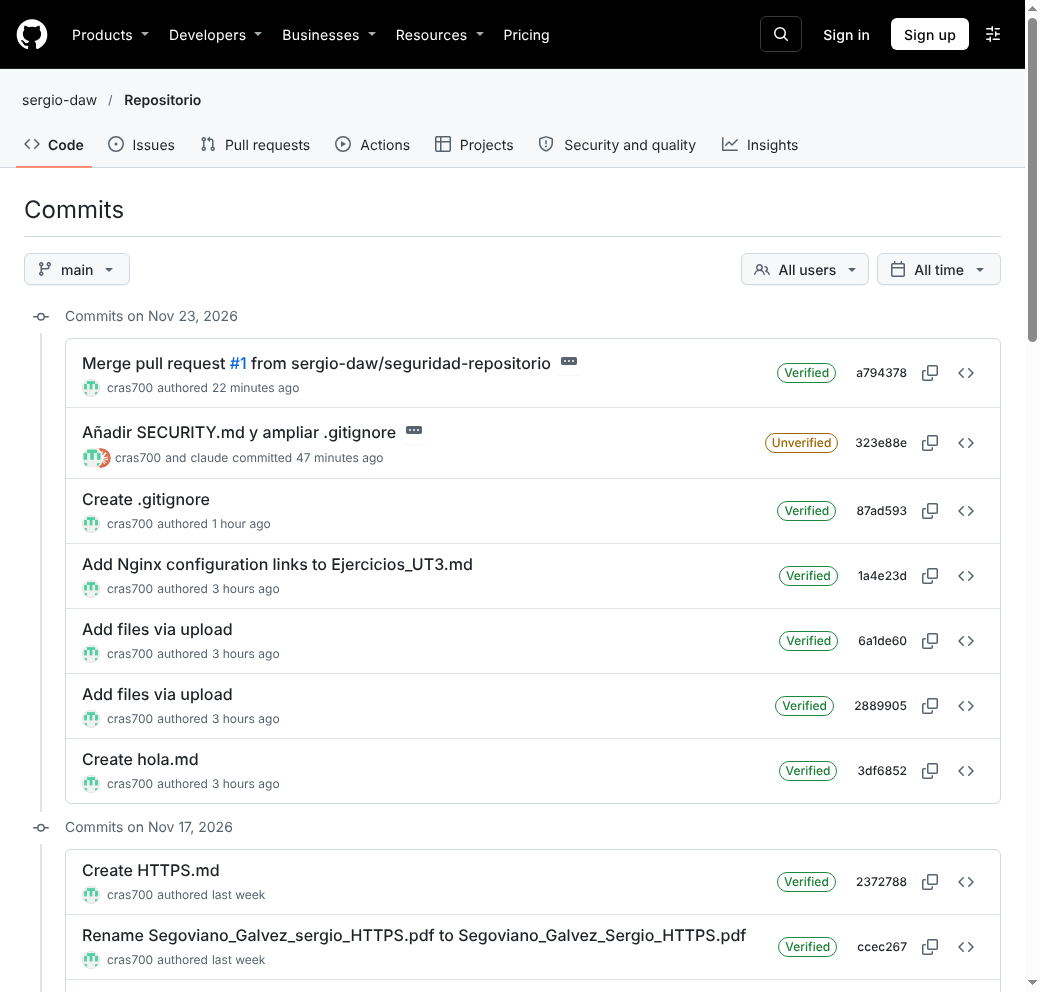 Products Developers Businesses Resources Pricing Sign in Sign up
sergio-daw / Repositorio
Code Issues Pull requests Actions Projects Security and quality Insights
Commits
main All users All time
Commits on Nov 23, 2026
Merge pull request #1 from sergio-daw/seguridad-repositorio
cras700 authored 22 minutes ago
Verified a794378
Añadir SECURITY.md y ampliar .gitignore
cras700 and claude committed 47 minutes ago
Unverified 323e88e
Create .gitignore
cras700 authored 1 hour ago
Verified 87ad593
Add Nginx configuration links to Ejercicios_UT3.md
cras700 authored 3 hours ago
Verified 1a4e23d
Add files via upload
cras700 authored 3 hours ago
Verified 6a1de60
Add files via upload
cras700 authored 3 hours ago
Verified 2889905
Create hola.md
cras700 authored 3 hours ago
Verified 3df6852
Commits on Nov 17, 2026
Create HTTPS.md
cras700 authored last week
Verified 2372788
Rename Segoviano_Galvez_sergio_HTTPS.pdf to Segoviano_Galvez_Sergio_HTTPS.pdf
cras700 authored last week
Verified ccec267